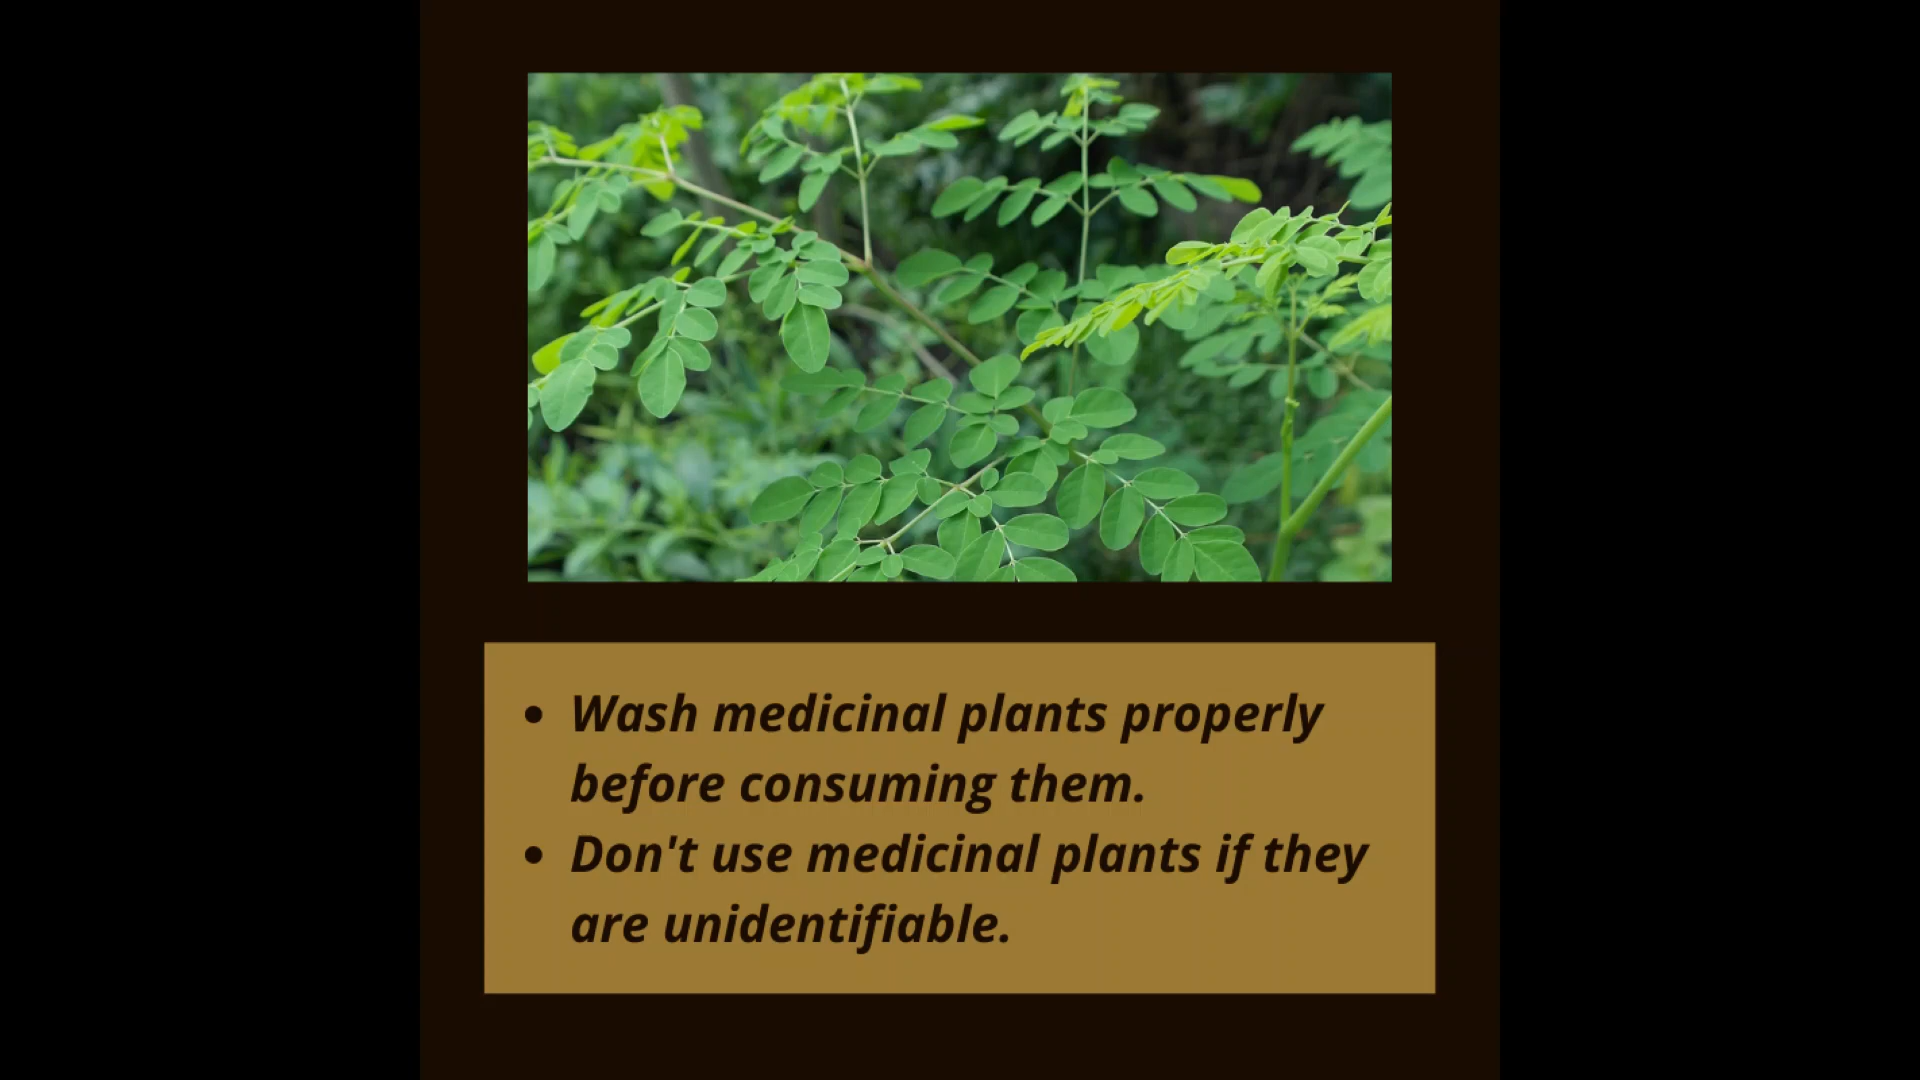 • Wash medicinal plants properly
before consuming them.
• Don't use medicinal plants if they
are unidentifiable.